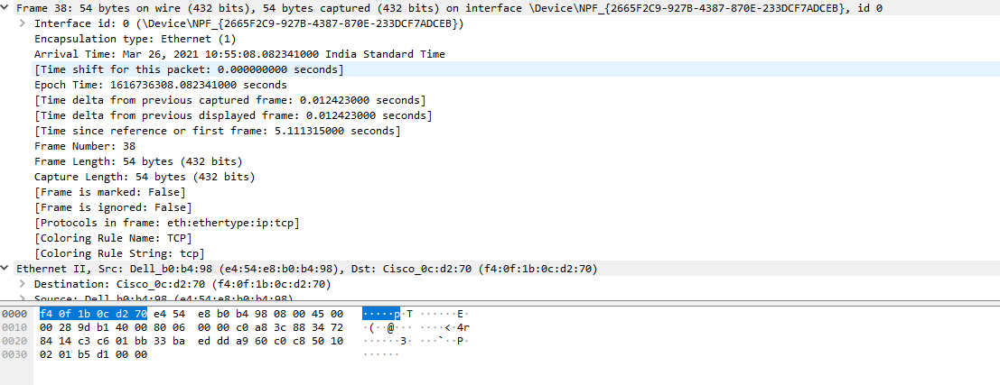 Frame 38: 54 bytes on wire (432 bits), 54 bytes captured (432 bits) on interface \Device\NPF_{2665F2C9-927B-4387-870E-233DCF7ADCEB}, id 0
Interface id: 0 (\Device\NPF_{2665F2C9-927B-4387-870E-233DCF7ADCEB})
Encapsulation type: Ethernet (1)
Arrival Time: Mar 26, 2021 10:55:08.082341000 India Standard Time
[Time shift for this packet: 0.000000000 seconds]
Epoch Time: 1616736308.082341000 seconds
[Time delta from previous captured frame: 0.012423000 seconds]
[Time delta from previous displayed frame: 0.012423000 seconds]
[Time since reference or first frame: 5.111315000 seconds]
Frame Number: 38
Frame Length: 54 bytes (432 bits)
Capture Length: 54 bytes (432 bits)
[Frame is marked: False]
[Frame is ignored: False]
[Protocols in frame: eth:ethertype:ip:tcp]
[Coloring Rule Name: TCP]
[Coloring Rule String: tcp]
Ethernet II, Src: Dell_b0:b4:98 (e4:54:e8:b0:b4:98), Dst: Cisco_0c:d2:70 (f4:0f:1b:0c:d2:70)
Destination: Cisco_0c:d2:70 (f4:0f:1b:0c:d2:70)
Source: Dell_b0:b4:98 (e4:54:e8:b0:b4:98)
0000 f4 0f 1b 0c d2 70 e4 54 e8 b0 b4 98 08 00 45 00 ·····p·T ······E·
0010 00 28 9d b1 40 00 80 06 00 00 c0 a8 3c 88 34 72 ·(··@··· ····<·4r
0020 84 14 c3 c6 01 bb 33 ba ed dd a9 60 c0 c8 50 10 ······3· ···`··P·
0030 02 01 b5 d1 00 00 ······